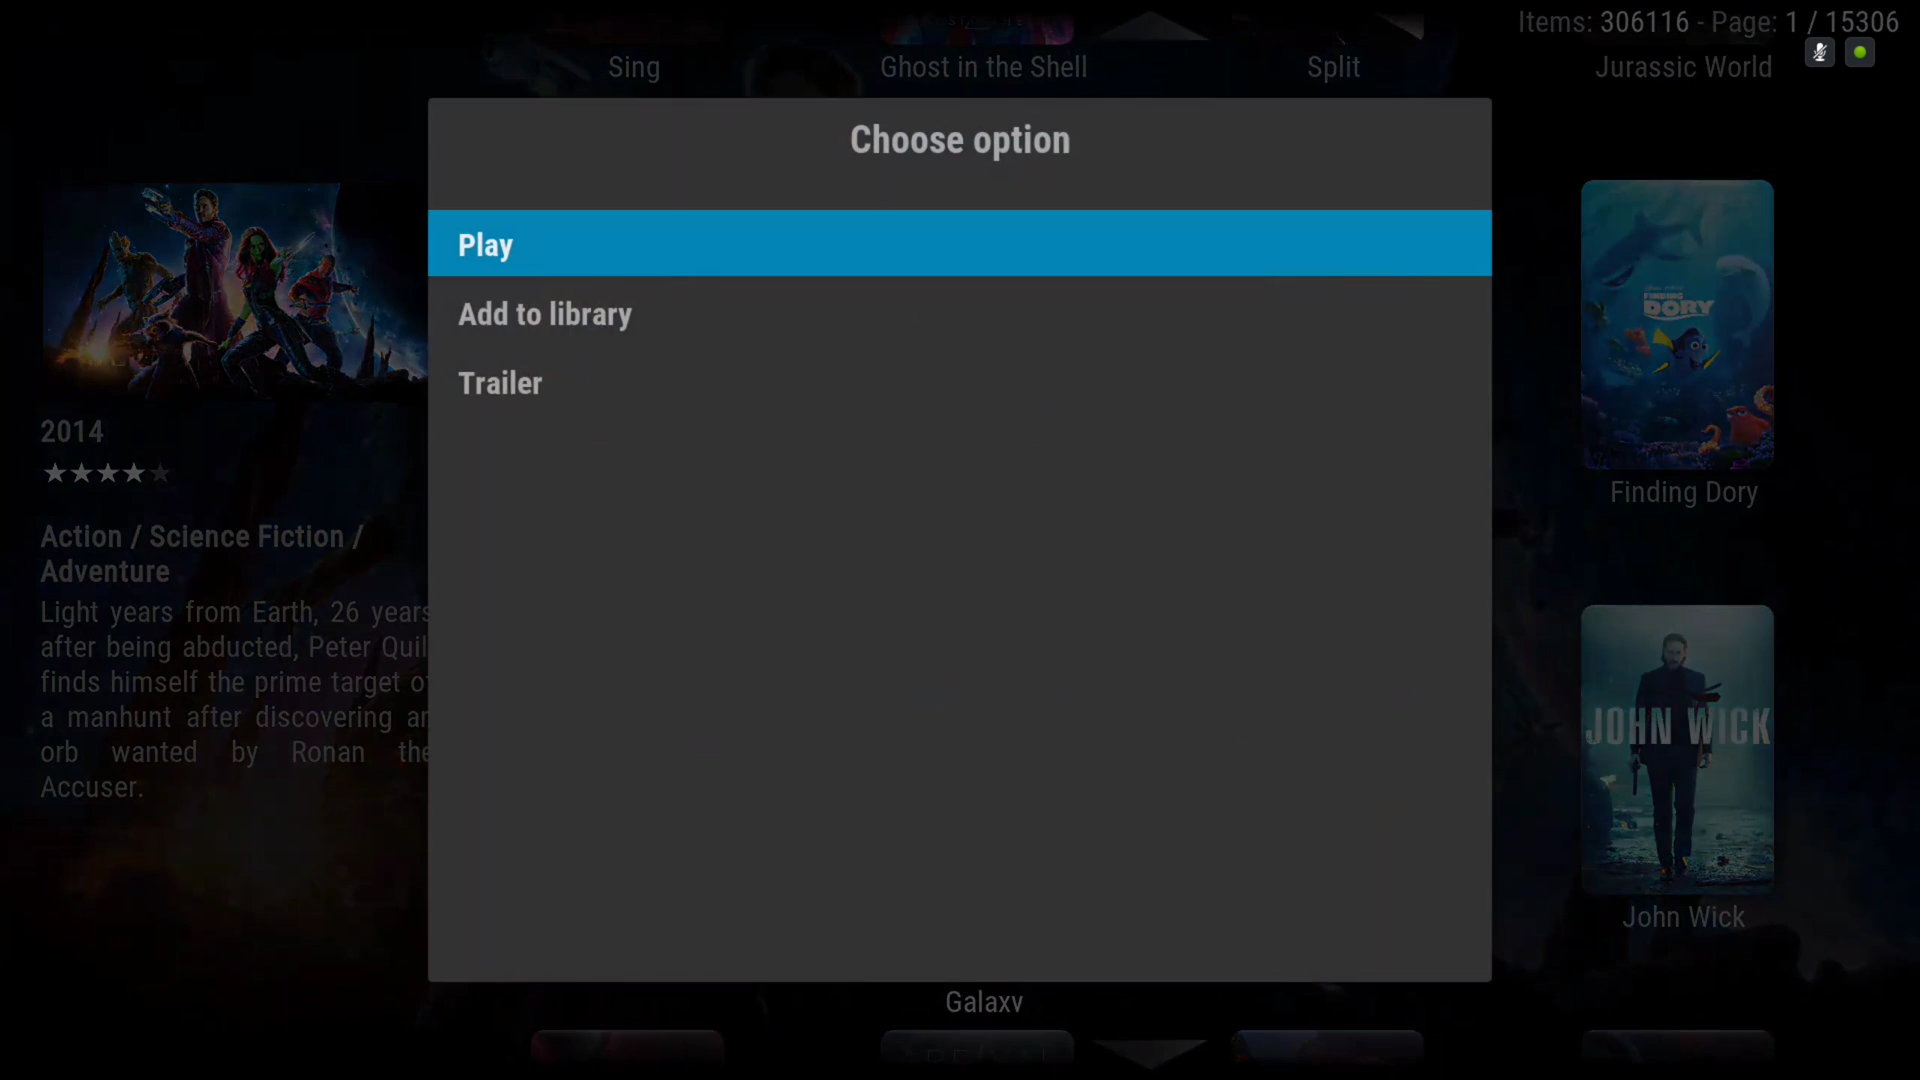 Items: 306116 - Page: 1 / 15306
Sing
Ghost in the Shell
Split
Jurassic World
Choose option
Play
Add to library
Trailer
2014
Action / Science Fiction /
Adventure
Light years from Earth, 26 years
after being abducted, Peter Quil
finds himself the prime target of
a manhunt after discovering an
orb wanted by Ronan the
Accuser.
FINDING
DORY
Finding Dory
JOHN WICK
John Wick
Galaxy